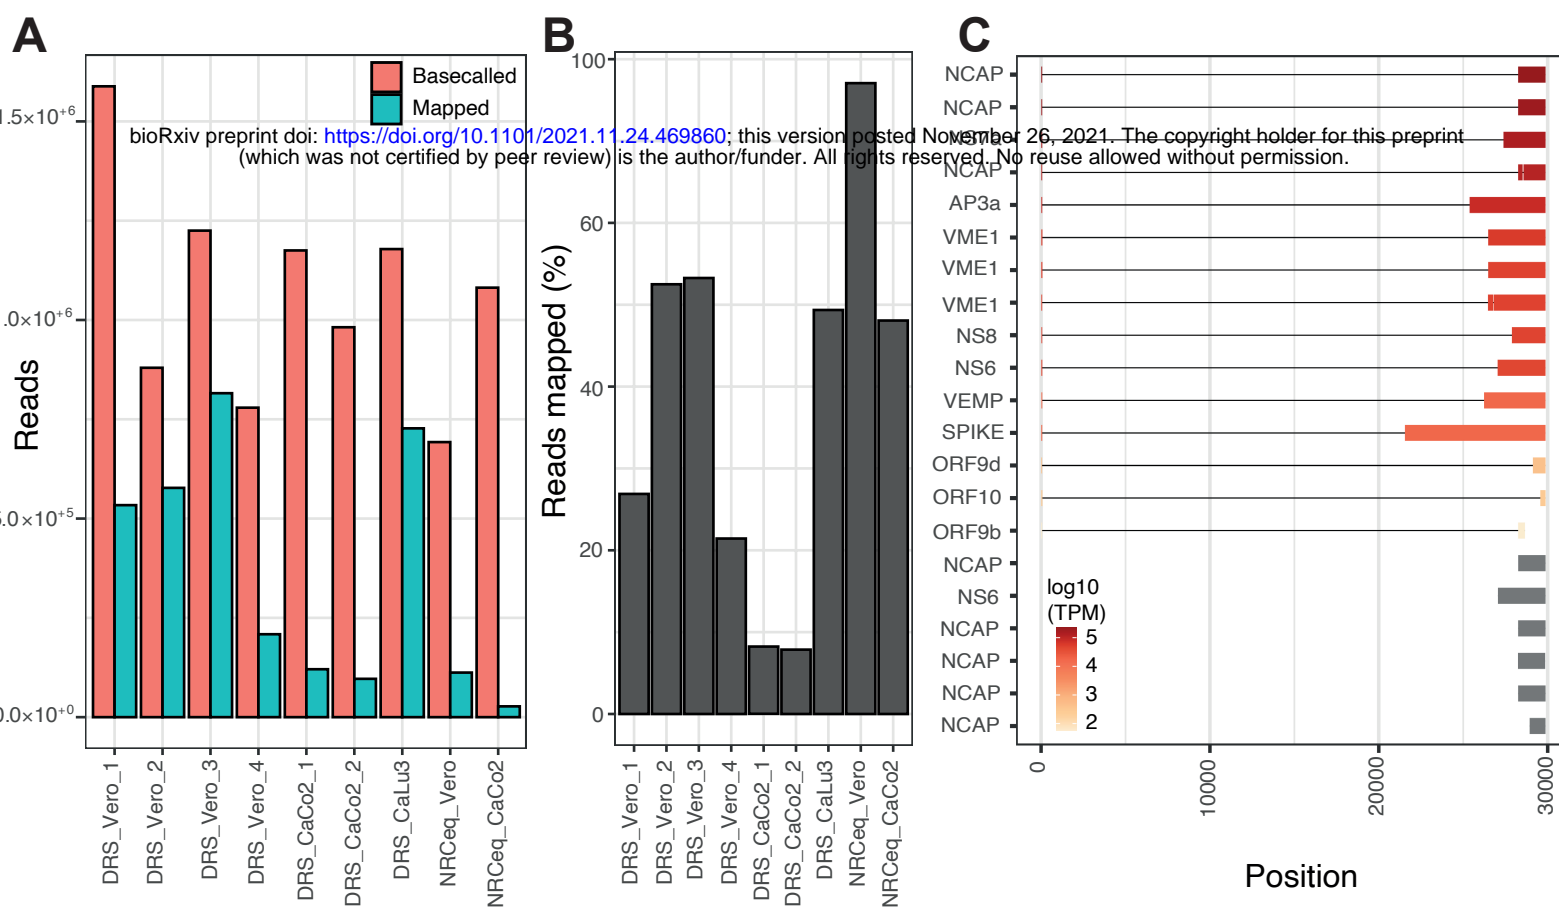 A
B
C
Basecalled
Mapped
bioRxiv preprint doi: https://doi.org/10.1101/2021.11.24.469860; this version posted November 26, 2021. The copyright holder for this preprint
(which was not certified by peer review) is the author/funder. All rights reserved. No reuse allowed without permission.
Reads
1.5×10+6
.0×10+6
5.0×10+5
0.0×10+0
DRS_Vero_1
DRS_Vero_2
DRS_Vero_3
DRS_Vero_4
DRS_CaCo2_1
DRS_CaCo2_2
DRS_CaLu3
NRCeq_Vero
NRCeq_CaCo2
Reads mapped (%)
100
60
40
20
0
DRS_Vero_1
DRS_Vero_2
DRS_Vero_3
DRS_Vero_4
DRS_CaCo2_1
DRS_CaCo2_2
DRS_CaLu3
NRCeq_Vero
NRCeq_CaCo2
NCAP
NCAP
NS7a
NCAP
AP3a
VME1
VME1
VME1
NS8
NS6
VEMP
SPIKE
ORF9d
ORF10
ORF9b
NCAP
NS6
NCAP
NCAP
NCAP
NCAP
log10
(TPM)
5
4
3
2
0
10000
20000
30000
Position